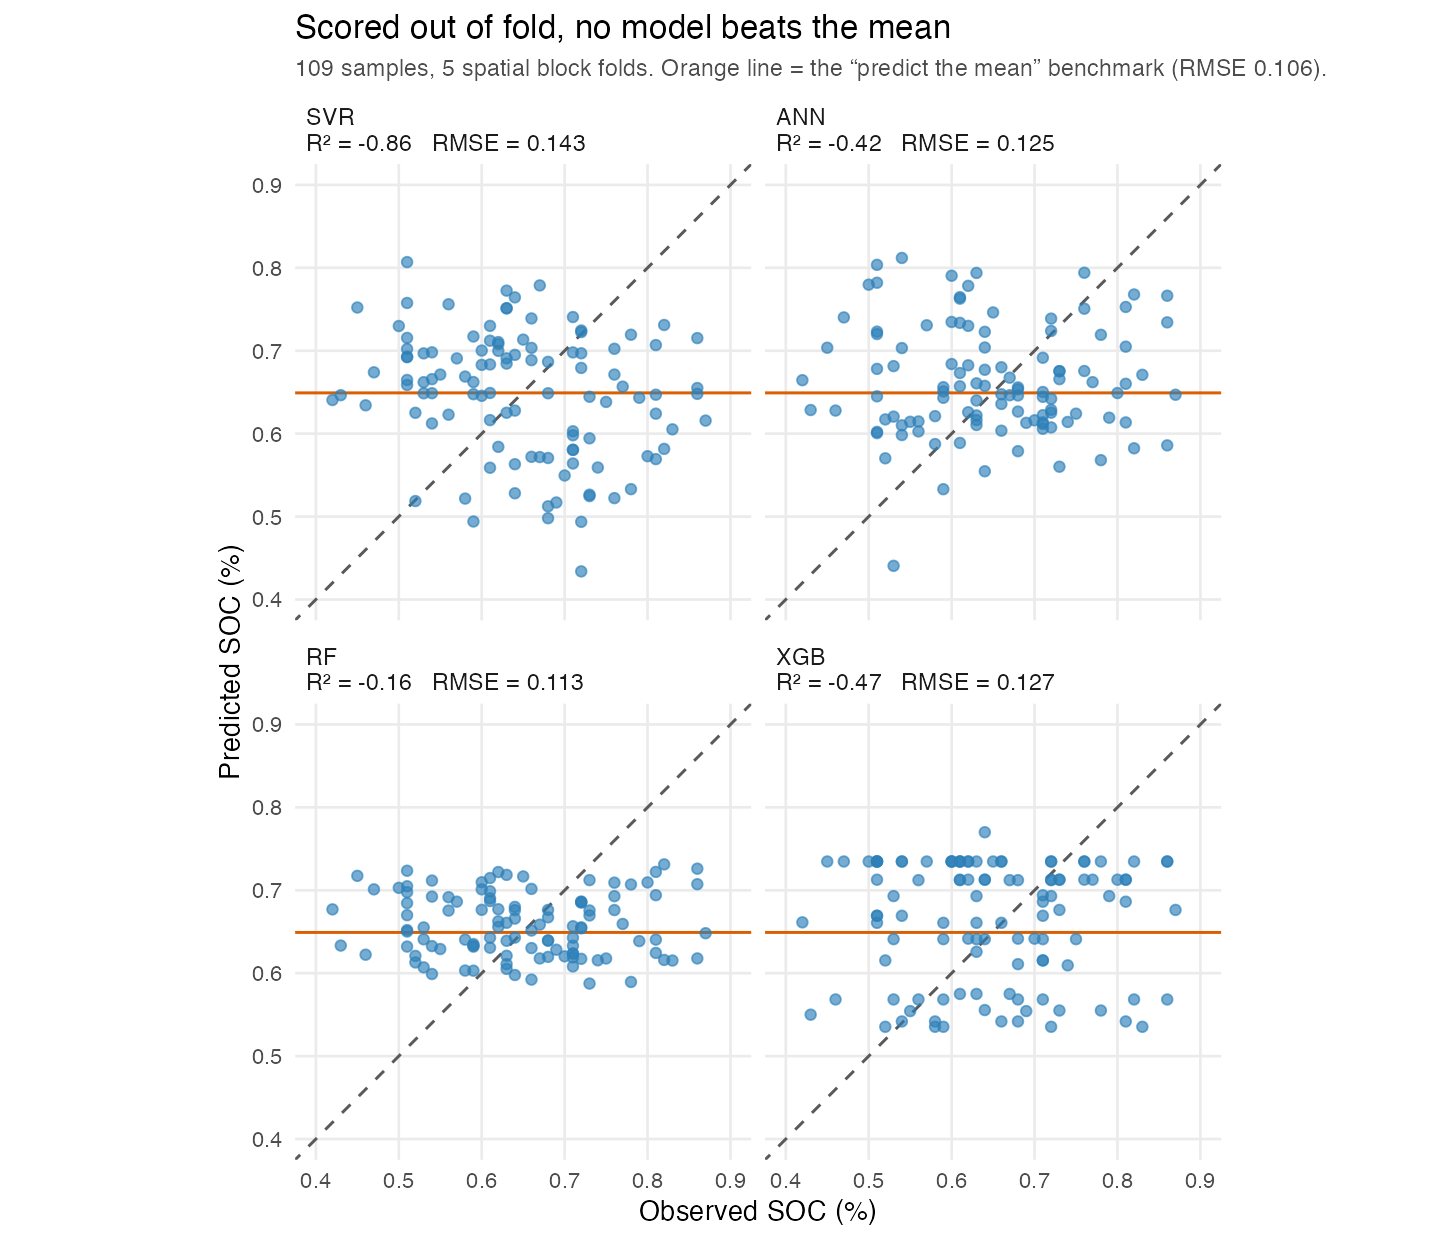 Scored out of fold, no model beats the mean
109 samples, 5 spatial block folds. Orange line = the “predict the mean” benchmark (RMSE 0.106).
SVR
R² = -0.86 RMSE = 0.143
ANN
R² = -0.42 RMSE = 0.125
0.9
0.8
0.7
0.6
0.5
0.4
Predicted SOC (%)
RF
R² = -0.16 RMSE = 0.113
XGB
R² = -0.47 RMSE = 0.127
0.9
0.8
0.7
0.6
0.5
0.4
0.4 0.5 0.6 0.7 0.8 0.9 0.4 0.5 0.6 0.7 0.8 0.9
Observed SOC (%)